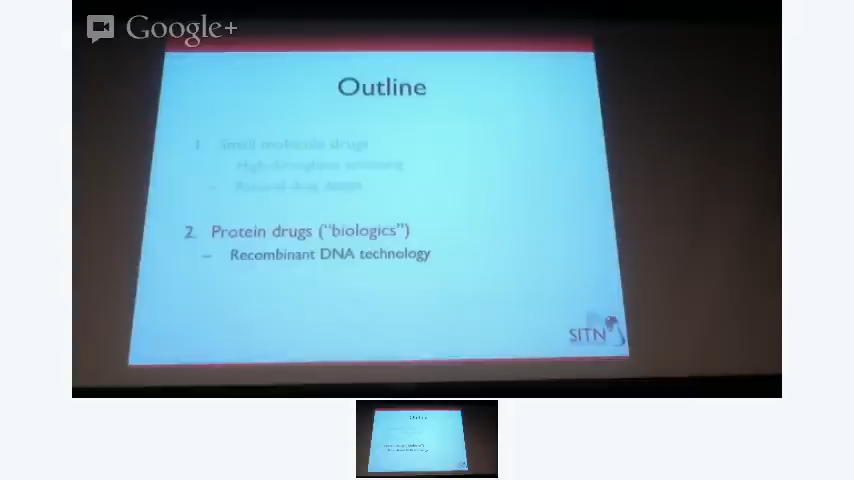 Google+
Outline
1. Small molecule drugs
High-throughput screening
– Rational drug design
2. Protein drugs ("biologics")
– Recombinant DNA technology
SITN
Outline